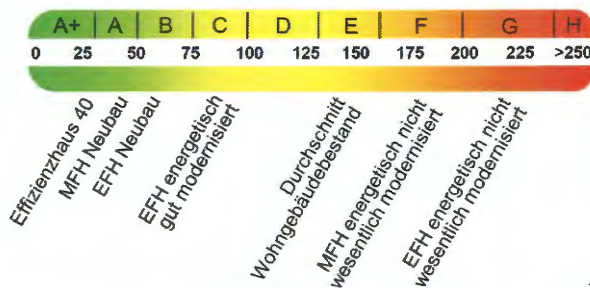 A+ A B C D E F G H
0 25 50 75 100 125 150 175 200 225 >250
Effizienzhaus 40
MFH Neubau
EFH Neubau
EFH energetisch
gut modernisiert
Durchschnitt
Wohngebäudebestand
MFH energetisch nicht
wesentlich modernisiert
EFH energetisch nicht
wesentlich modernisiert